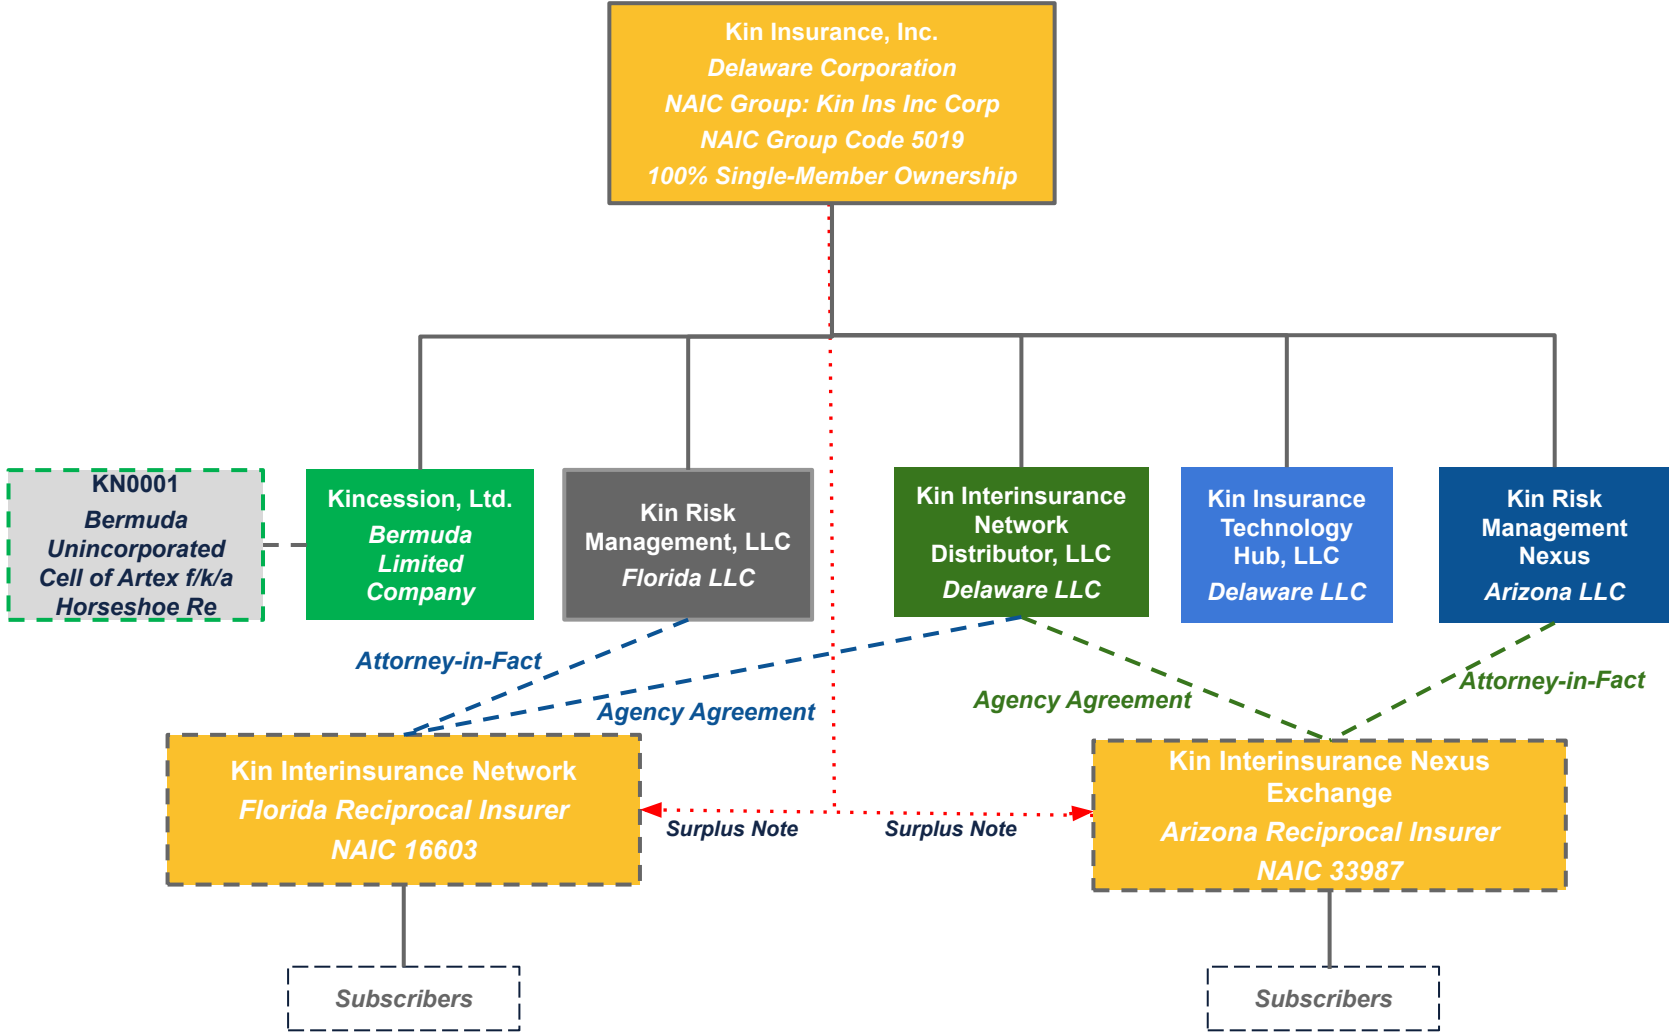 Kin Insurance, Inc.
Delaware Corporation
NAIC Group: Kin Ins Inc Corp
NAIC Group Code 5019
100% Single-Member Ownership
KN0001
Bermuda
Unincorporated
Cell of Artex f/k/a
Horseshoe Re
Kincession, Ltd.
Bermuda
Limited
Company
Kin Risk
Management, LLC
Florida LLC
Kin Interinsurance
Network
Distributor, LLC
Delaware LLC
Kin Insurance
Technology
Hub, LLC
Delaware LLC
Kin Risk
Management
Nexus
Arizona LLC
Attorney-in-Fact
Agency Agreement
Agency Agreement
Attorney-in-Fact
Kin Interinsurance Network
Florida Reciprocal Insurer
NAIC 16603
Surplus Note
Surplus Note
Kin Interinsurance Nexus
Exchange
Arizona Reciprocal Insurer
NAIC 33987
Subscribers
Subscribers